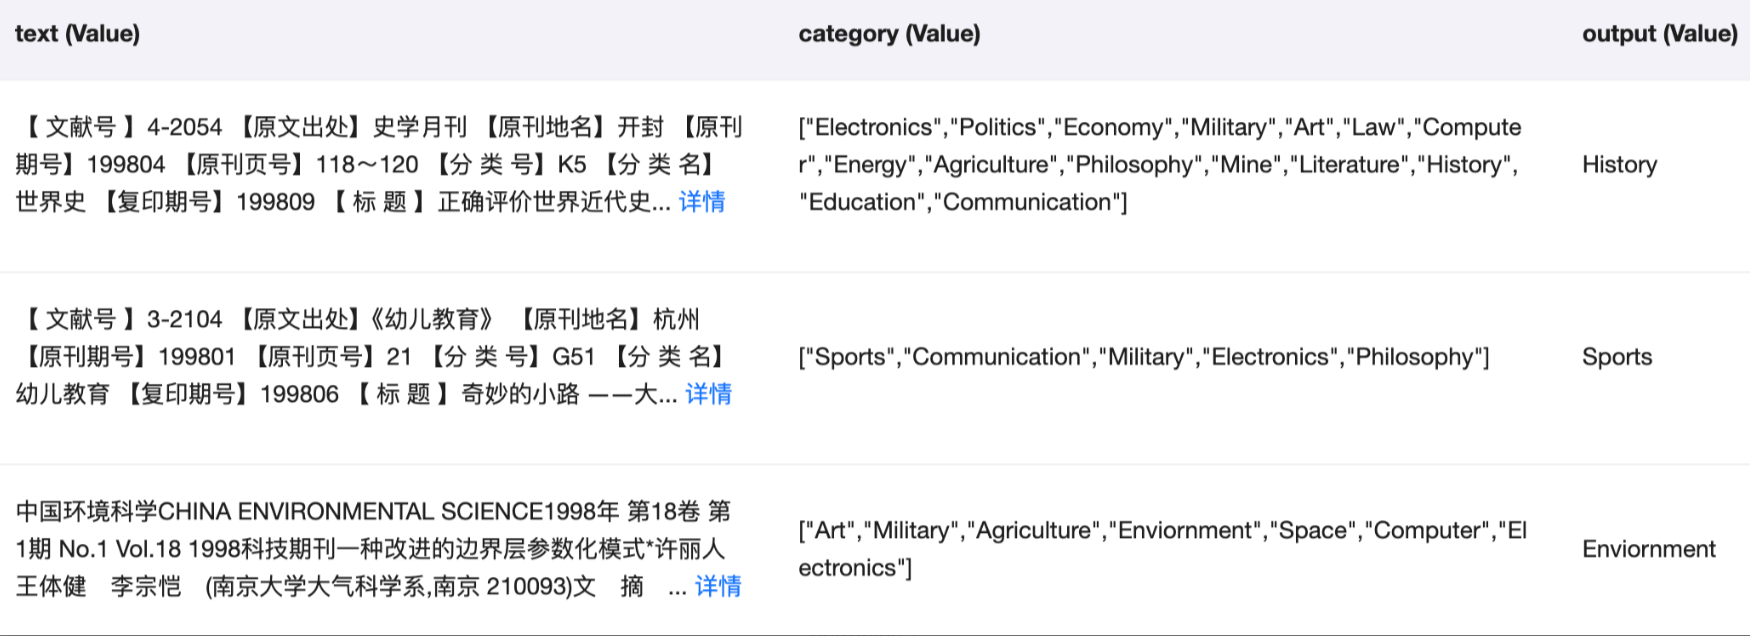 text (Value) category (Value) output (Value)
【 文献号 】4-2054 【原文出处】史学月刊 【原刊地名】开封 【原刊
期号】199804 【原刊页号】118～120 【分 类 号】K5 【分 类 名】
世界史 【复印期号】199809 【 标 题 】正确评价世界近代史... 详情
["Electronics","Politics","Economy","Military","Art","Law","Compute
r","Energy","Agriculture","Philosophy","Mine","Literature","History",
"Education","Communication"]
History
【 文献号 】3-2104 【原文出处】《幼儿教育》 【原刊地名】杭州
【原刊期号】199801 【原刊页号】21 【分 类 号】G51 【分 类 名】
幼儿教育 【复印期号】199806 【 标 题 】奇妙的小路 ——大... 详情
["Sports","Communication","Military","Electronics","Philosophy"]
Sports
中国环境科学CHINA ENVIRONMENTAL SCIENCE1998年 第18卷 第
1期 No.1 Vol.18 1998科技期刊一种改进的边界层参数化模式*许丽人
王体健　李宗恺　(南京大学大气科学系,南京 210093)文　摘　... 详情
["Art","Military","Agriculture","Enviornment","Space","Computer","El
ectronics"]
Enviornment